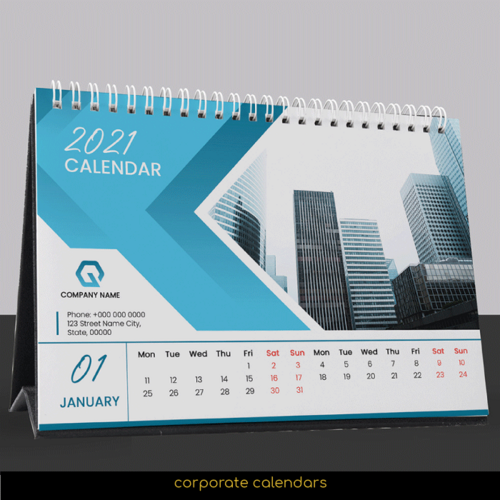 2021
CALENDAR
COMPANY NAME
Phone: +000 000 0000
123 Street Name City,
State, 00000
01
JANUARY
Mon Tue Wed Thu Fri Sat Sun Mon Tue Wed Thu Fri Sat Sun
1 2 3 4 5 6 7 8 9 10
11 12 13 14 15 16 17 18 19 20 21 22 23 24
25 26 27 28 29 30 31
corporate calendars